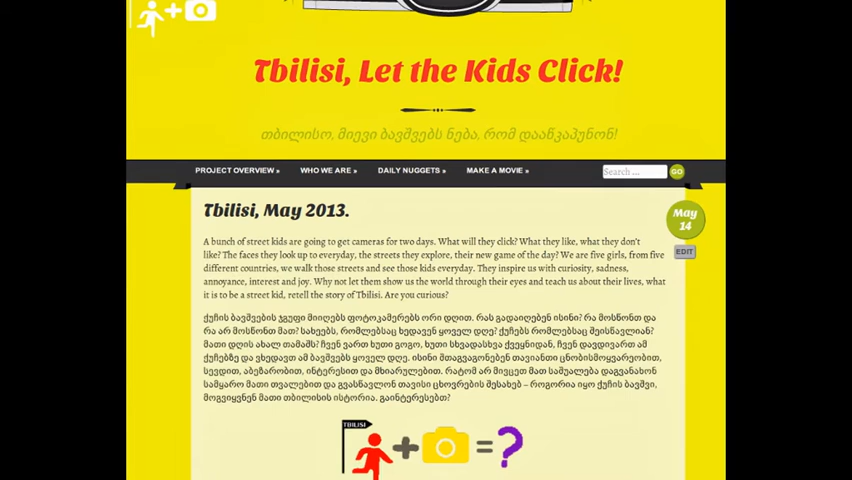 Tbilisi, Let the Kids Click!
თბილისო, მიევი ბავშვებს ნება, რომ დააწკაპუნონ!
PROJECT OVERVIEW » WHO WE ARE » DAILY NUGGETS » MAKE A MOVIE » Search ... GO
Tbilisi, May 2013.
May
14
EDIT
A bunch of street kids are going to get cameras for two days. What will they click? What they like, what they don't
like? The faces they look up to everyday, the streets they explore, their new game of the day? We are five girls, from five
different countries, we walk those streets and see those kids everyday. They inspire us with curiosity, sadness,
annoyance, interest and joy. Why not let them show us the world through their eyes and teach us about their lives, what
it is to be a street kid, retell the story of Tbilisi. Are you curious?
ქუჩის ბავშვების ჯგუფი მიიღებს ფოტოკამერებს ორი დღით. რას გადაიღებენ ისინი? რა მოსწონთ და
რა არ მოსწონთ მათ? სახეებს, რომლებსაც ხედავენ ყოველ დღე? ქუჩებს რომლებსაც შეისწავლიან?
მათი დღის ახალ თამაშს? ჩვენ ვართ ხუთი გოგო, ხუთი სხვადასხვა ქვეყნიდან, ჩვენ დავდივართ ამ
ქუჩებზე და ვხედავთ ამ ბავშვებს ყოველ დღე. ისინი შთაგვაგონებენ თავიანთი ცნობისმოყვარეობით,
სევდით, აბეზარობით, ინტერესით და მხიარულებით. რატომ არ მივცეთ მათ საშუალება დაგვანახონ
სამყარო მათი თვალებით და გვასწავლონ თავისი ცხოვრების შესახებ – როგორია იყო ქუჩის ბავშვი,
მოგვიყვნენ მათი თბილისის ისტორია. გაინტერესებთ?
TBILISI
+ = ?